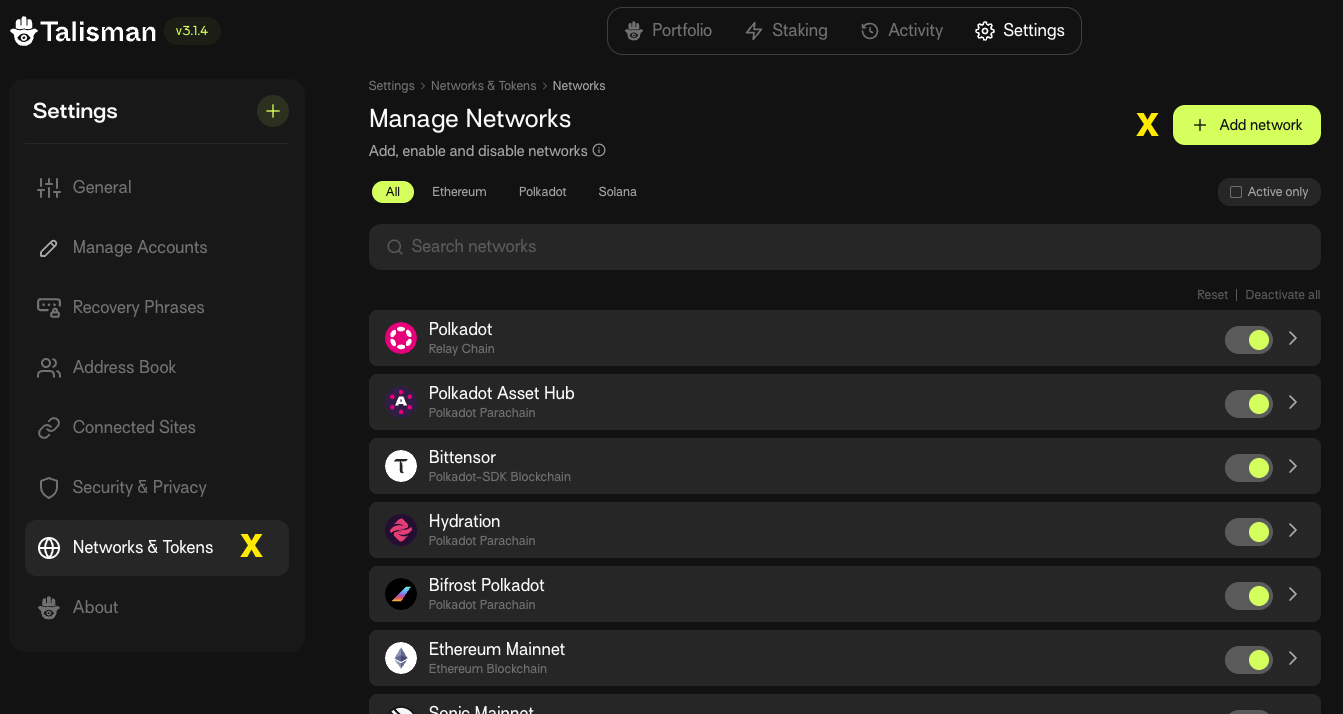 Talisman v3.1.4
Portfolio Staking Activity Settings
Settings
General
Manage Accounts
Recovery Phrases
Address Book
Connected Sites
Security & Privacy
Networks & Tokens X
About
Settings > Networks & Tokens > Networks
Manage Networks
X + Add network
Add, enable and disable networks
All Ethereum Polkadot Solana
Active only
Search networks
Reset | Deactivate all
Polkadot
Relay Chain
Polkadot Asset Hub
Polkadot Parachain
Bittensor
Polkadot-SDK Blockchain
Hydration
Polkadot Parachain
Bifrost Polkadot
Polkadot Parachain
Ethereum Mainnet
Ethereum Blockchain
Sonic Mainnet